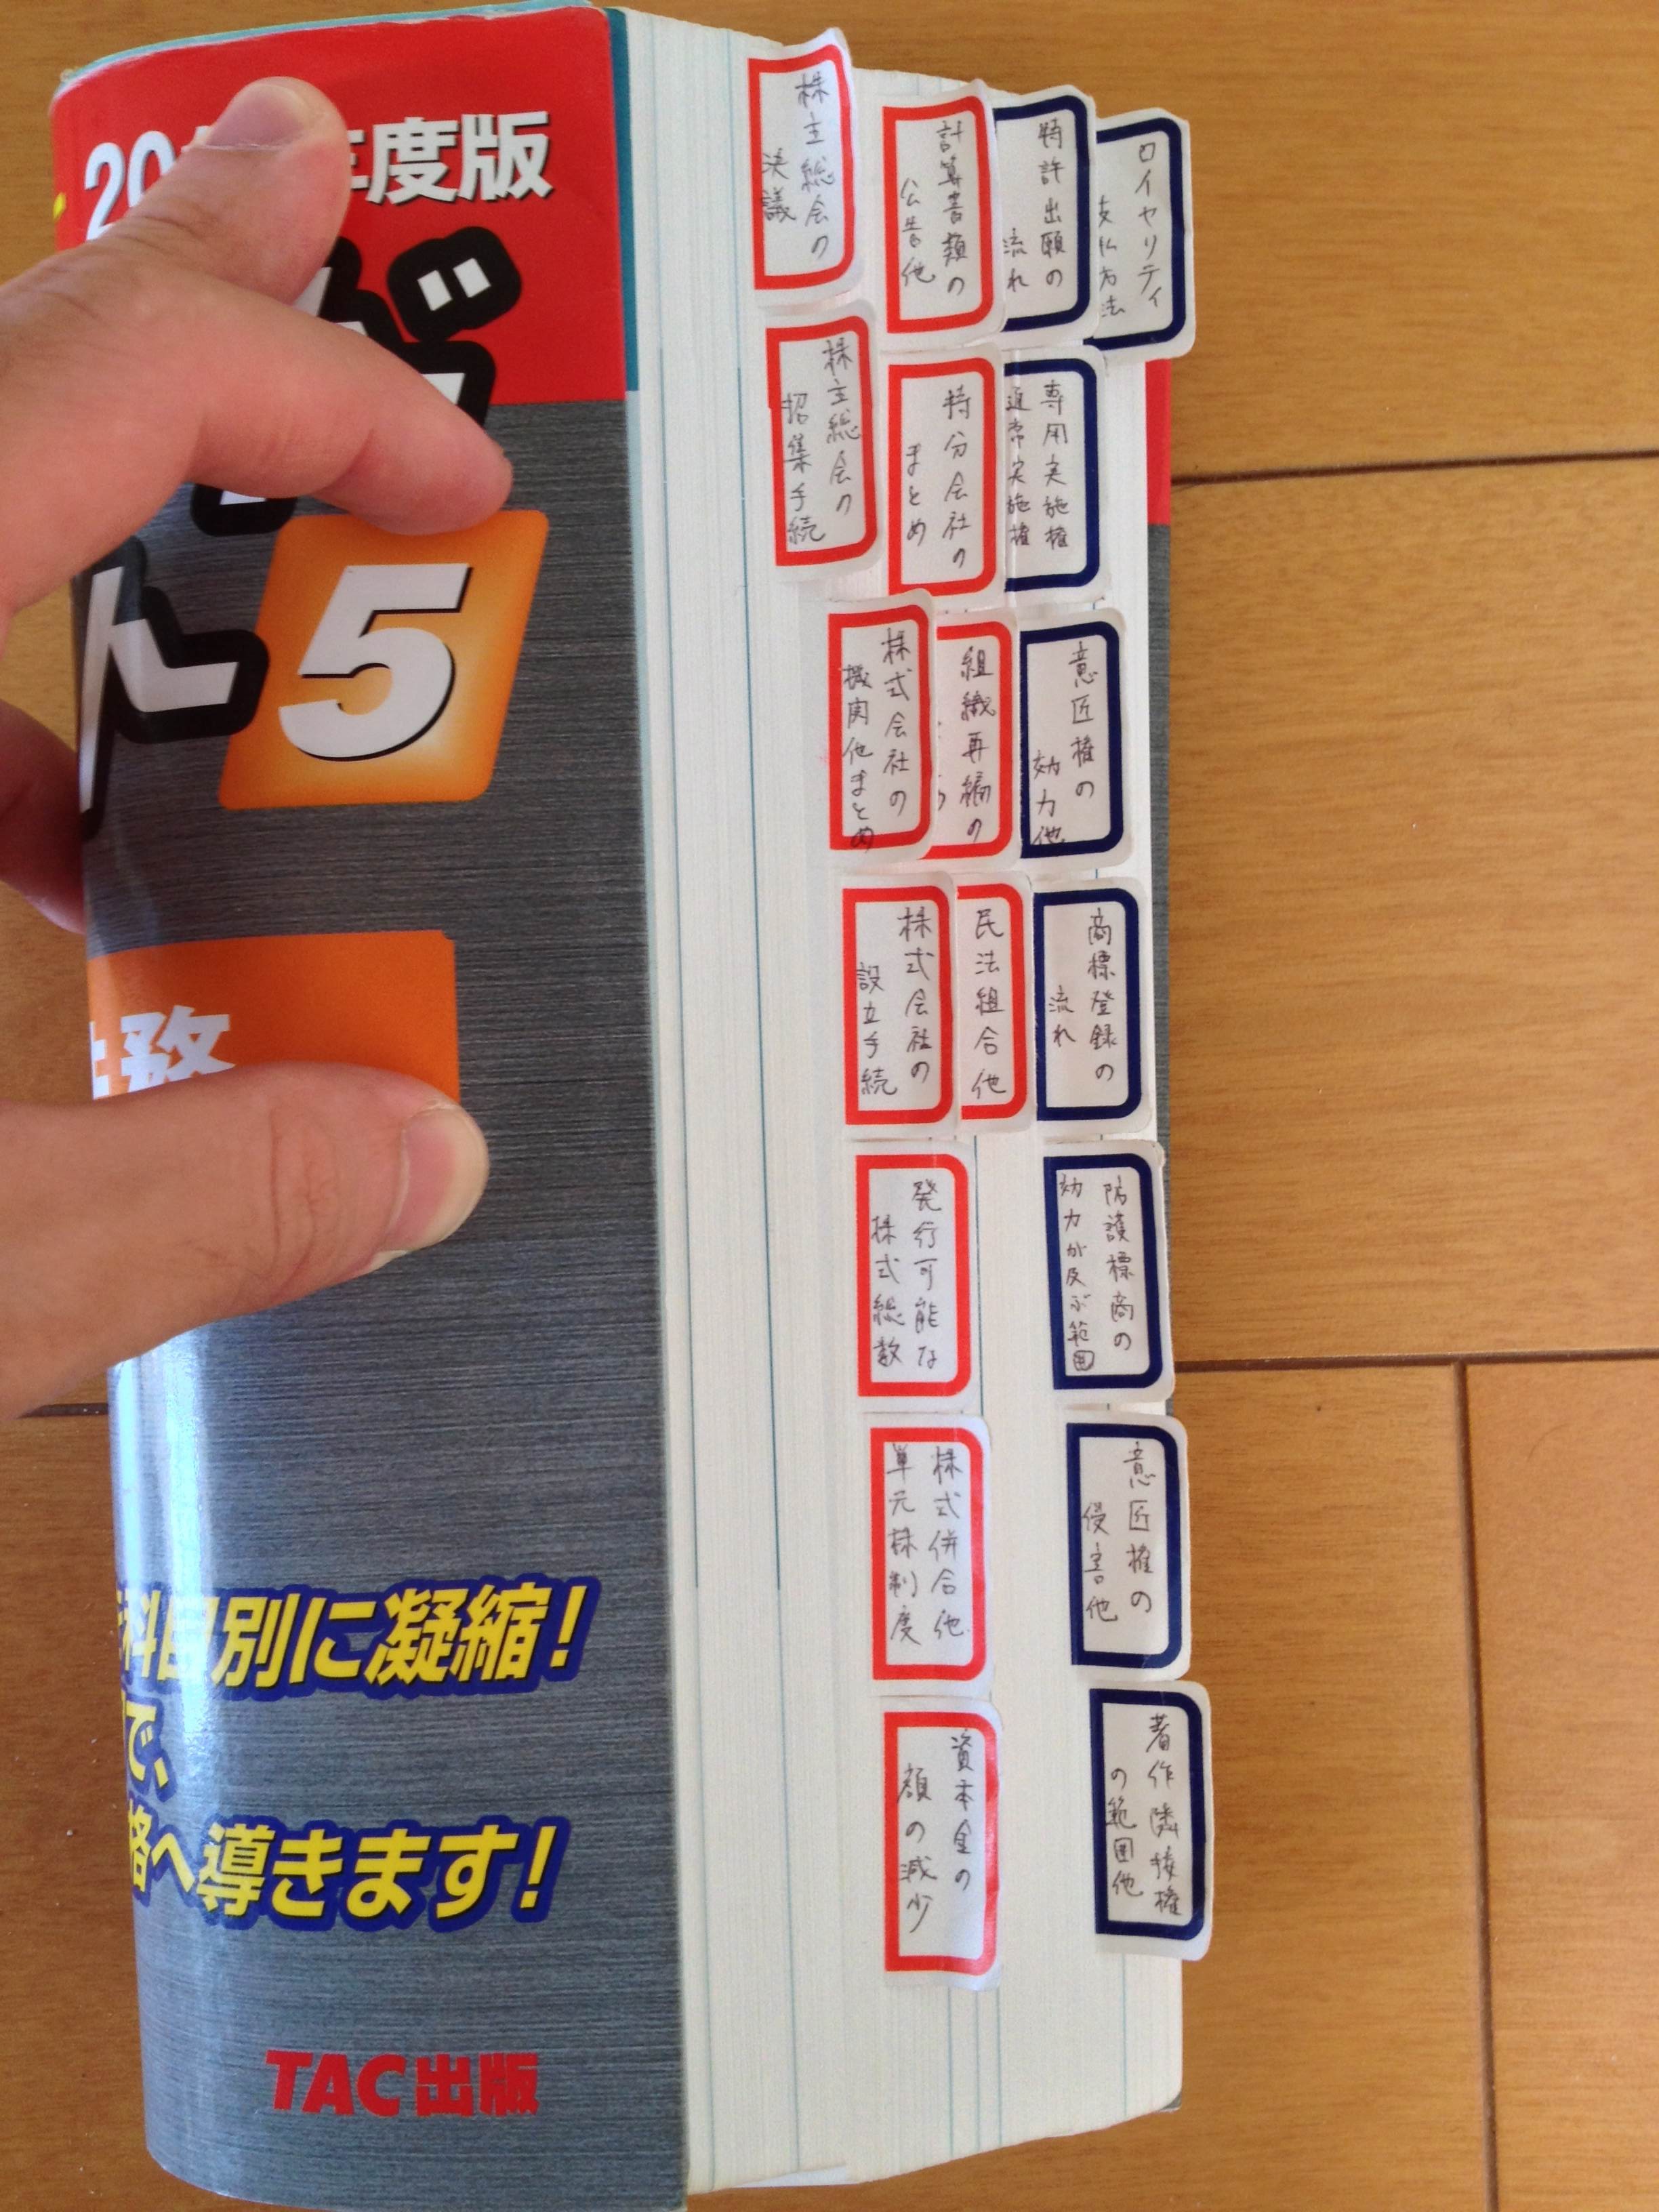 年度版
5
科目別に凝縮!
で、
格へ導きます!
TAC出版
株主総会の
決議
株主総会の
招集手続
計算書類の
公告他
持分会社の
まとめ
株式会社の
機関他まとめ
組織再編の
株式会社の
設立手続
民法組合他
発行可能な
株式総数
株式併合他
単元株制度
資本金の
額の減少
特許出願の
流れ
ロイヤリティ
支払方法
専用実施権
通常実施権
意匠権の
効力他
商標登録の
流れ
防護標商の
効力が及ぶ範囲
意匠権の
侵害他
著作隣接権
の範囲他